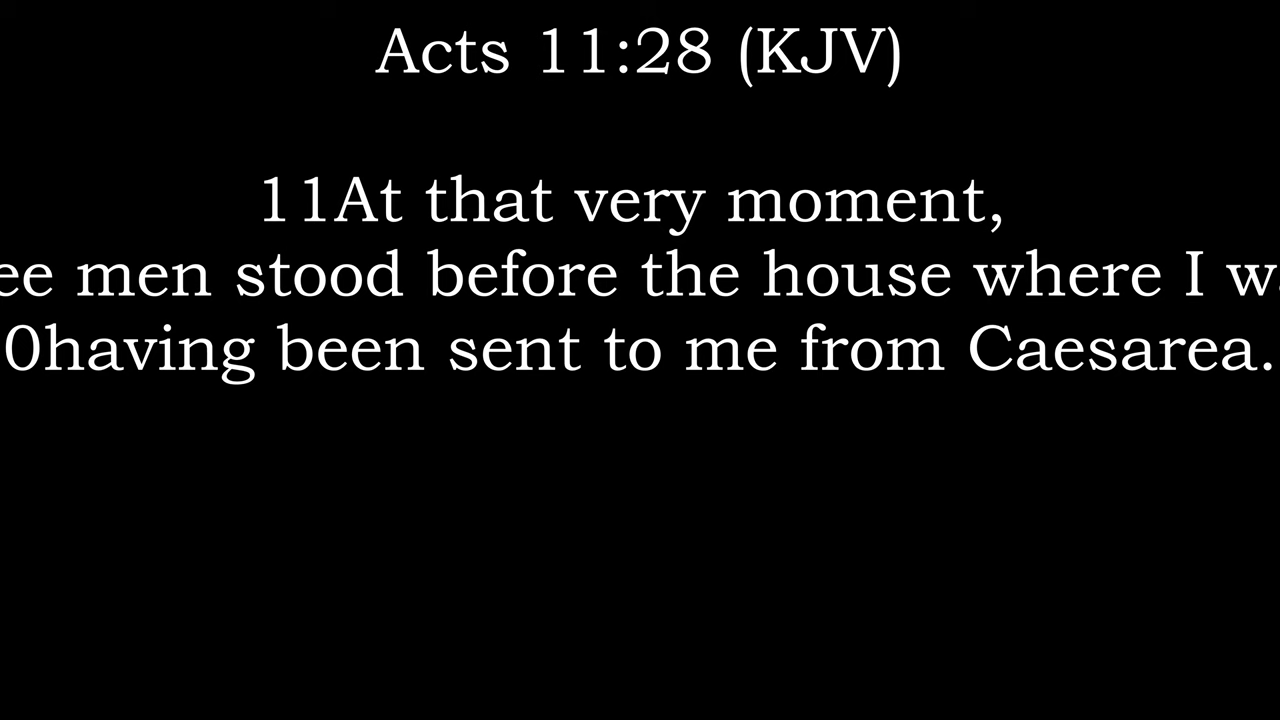 Acts 11:28 (KJV)
11At that very moment,
ee men stood before the house where I w
0having been sent to me from Caesarea.